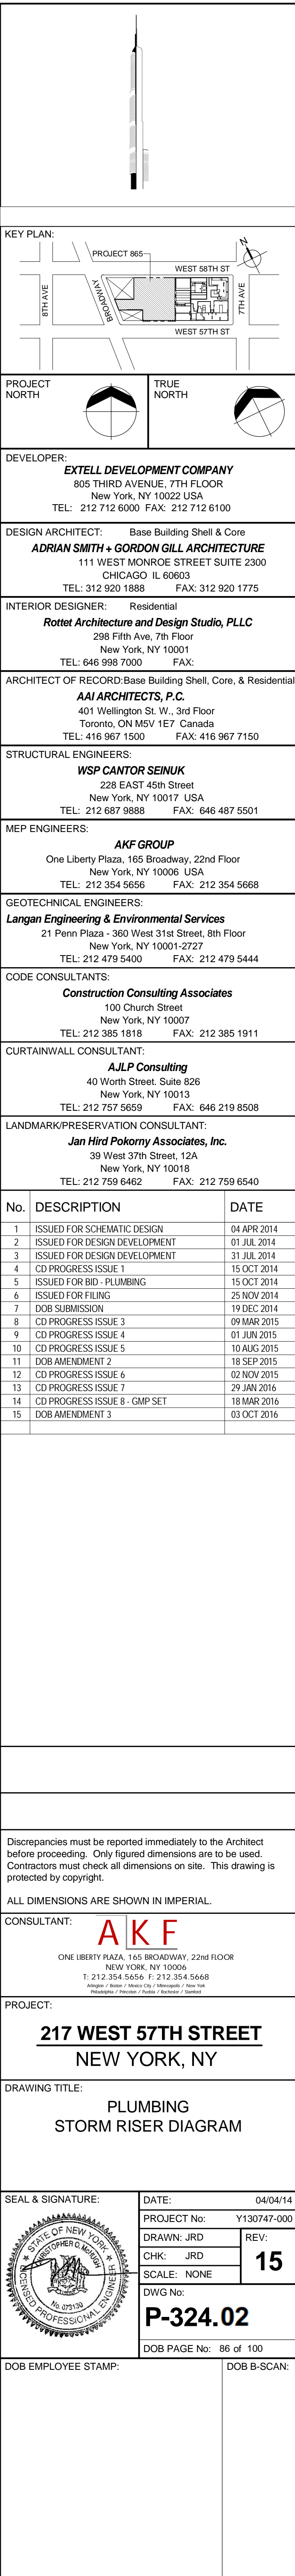 KEY PLAN:
N
PROJECT 865
WEST 58TH ST
8TH AVE
BROADWAY
7TH AVE
WEST 57TH ST
PROJECT NORTH
TRUE NORTH
DEVELOPER:
EXTELL DEVELOPMENT COMPANY
805 THIRD AVENUE, 7TH FLOOR
New York, NY 10022 USA
TEL: 212 712 6000 FAX: 212 712 6100
DESIGN ARCHITECT: Base Building Shell & Core
ADRIAN SMITH + GORDON GILL ARCHITECTURE
111 WEST MONROE STREET SUITE 2300
CHICAGO IL 60603
TEL: 312 920 1888 FAX: 312 920 1775
INTERIOR DESIGNER: Residential
Rottet Architecture and Design Studio, PLLC
298 Fifth Ave, 7th Floor
New York, NY 10001
TEL: 646 998 7000 FAX:
ARCHITECT OF RECORD:Base Building Shell, Core, & Residential
AAI ARCHITECTS, P.C.
401 Wellington St. W., 3rd Floor
Toronto, ON M5V 1E7 Canada
TEL: 416 967 1500 FAX: 416 967 7150
STRUCTURAL ENGINEERS:
WSP CANTOR SEINUK
228 EAST 45th Street
New York, NY 10017 USA
TEL: 212 687 9888 FAX: 646 487 5501
MEP ENGINEERS:
AKF GROUP
One Liberty Plaza, 165 Broadway, 22nd Floor
New York, NY 10006 USA
TEL: 212 354 5656 FAX: 212 354 5668
GEOTECHNICAL ENGINEERS:
Langan Engineering & Environmental Services
21 Penn Plaza - 360 West 31st Street, 8th Floor
New York, NY 10001-2727
TEL: 212 479 5400 FAX: 212 479 5444
CODE CONSULTANTS:
Construction Consulting Associates
100 Church Street
New York, NY 10007
TEL: 212 385 1818 FAX: 212 385 1911
CURTAINWALL CONSULTANT:
AJLP Consulting
40 Worth Street. Suite 826
New York, NY 10013
TEL: 212 757 5659 FAX: 646 219 8508
LANDMARK/PRESERVATION CONSULTANT:
Jan Hird Pokorny Associates, Inc.
39 West 37th Street, 12A
New York, NY 10018
TEL: 212 759 6462 FAX: 212 759 6540
No. DESCRIPTION DATE
1 ISSUED FOR SCHEMATIC DESIGN 04 APR 2014
2 ISSUED FOR DESIGN DEVELOPMENT 01 JUL 2014
3 ISSUED FOR DESIGN DEVELOPMENT 31 JUL 2014
4 CD PROGRESS ISSUE 1 15 OCT 2014
5 ISSUED FOR BID - PLUMBING 15 OCT 2014
6 ISSUED FOR FILING 25 NOV 2014
7 DOB SUBMISSION 19 DEC 2014
8 CD PROGRESS ISSUE 3 09 MAR 2015
9 CD PROGRESS ISSUE 4 01 JUN 2015
10 CD PROGRESS ISSUE 5 10 AUG 2015
11 DOB AMENDMENT 2 18 SEP 2015
12 CD PROGRESS ISSUE 6 02 NOV 2015
13 CD PROGRESS ISSUE 7 29 JAN 2016
14 CD PROGRESS ISSUE 8 - GMP SET 18 MAR 2016
15 DOB AMENDMENT 3 03 OCT 2016
Discrepancies must be reported immediately to the Architect
before proceeding. Only figured dimensions are to be used.
Contractors must check all dimensions on site. This drawing is
protected by copyright.
ALL DIMENSIONS ARE SHOWN IN IMPERIAL.
CONSULTANT:
AKF
ONE LIBERTY PLAZA, 165 BROADWAY, 22nd FLOOR
NEW YORK, NY 10006
T: 212.354.5656 F: 212.354.5668
Arlington / Boston / Mexico City / Minneapolis / New York
Philadelphia / Princeton / Puebla / Rochester / Stamford
PROJECT:
217 WEST 57TH STREET
NEW YORK, NY
DRAWING TITLE:
PLUMBING
STORM RISER DIAGRAM
SEAL & SIGNATURE:
STATE OF NEW YORK
No. 073130
LICENSED PROFESSIONAL ENGINEER
DATE: 04/04/14
PROJECT No: Y130747-000
DRAWN: JRD
CHK: JRD
SCALE: NONE
REV:
15
DWG No:
P-324.02
DOB PAGE No: 86 of 100
DOB EMPLOYEE STAMP:
DOB B-SCAN: